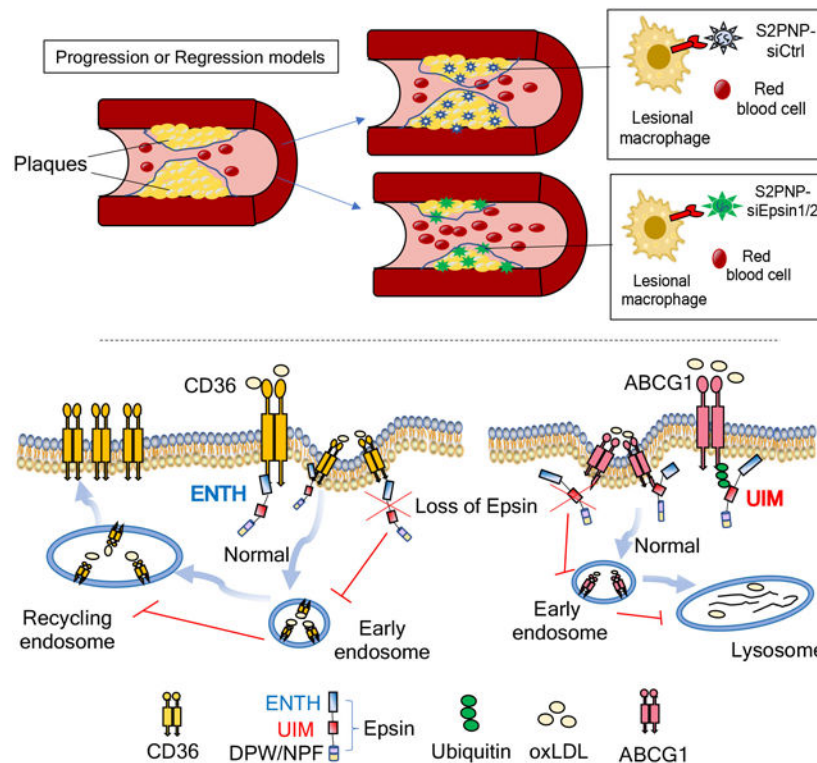 Progression or Regression models
Plaques
S2PNP-
siCtrl
Red
blood cell
Lesional
macrophage
S2PNP-
siEpsin1/2
Red
blood cell
Lesional
macrophage
CD36
ENTH
Loss of Epsin
Normal
Recycling
endosome
Early
endosome
ABCG1
UIM
Normal
Early
endosome
Lysosome
CD36
ENTH
UIM
DPW/NPF
Epsin
Ubiquitin
oxLDL
ABCG1